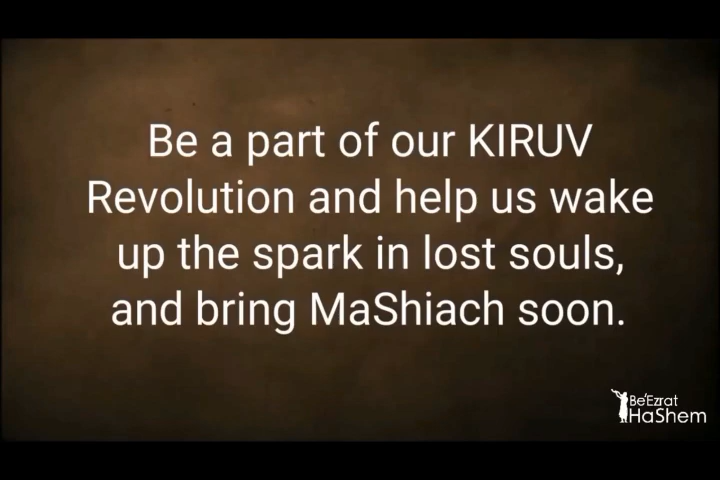 Be a part of our KIRUV
Revolution and help us wake
up the spark in lost souls,
and bring MaShiach soon.
Be'Ezrat
HaShem